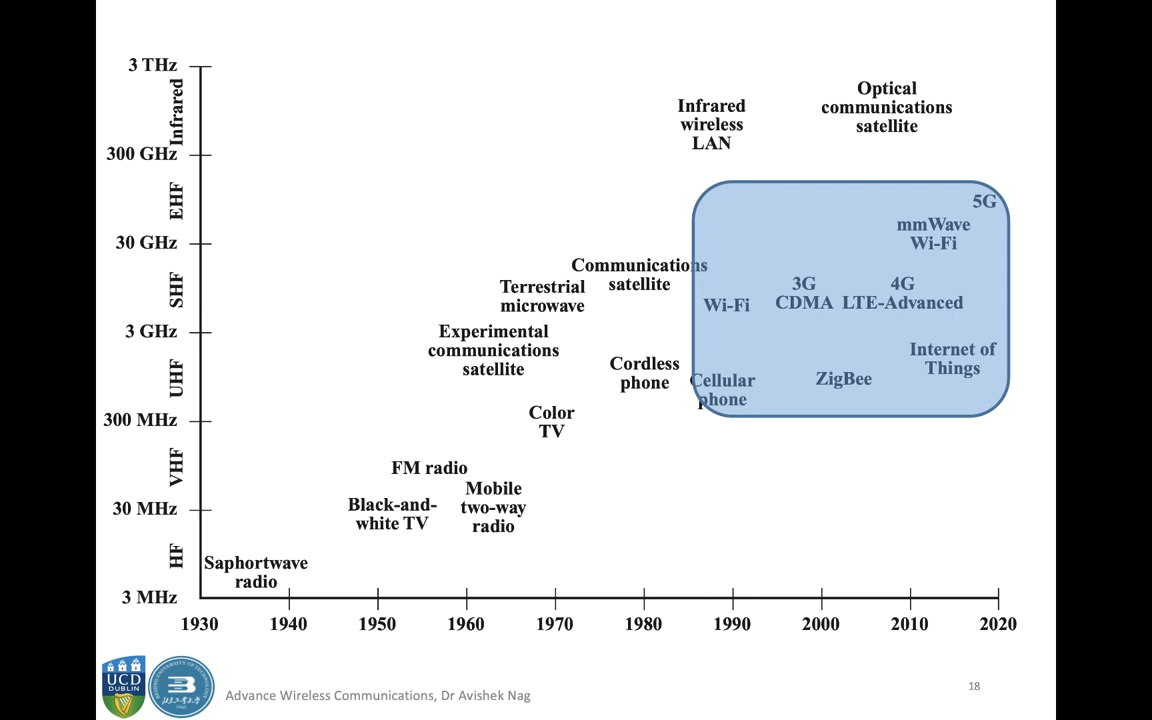 3 THz
Infrared
300 GHz
EHF
30 GHz
SHF
3 GHz
UHF
300 MHz
VHF
30 MHz
HF
3 MHz
Optical
communications
satellite
Infrared
wireless
LAN
5G
mmWave
Wi-Fi
Communications
satellite
Terrestrial
microwave
3G
CDMA
4G
LTE-Advanced
Wi-Fi
Experimental
communications
satellite
Internet of
Things
Cordless
phone
Cellular
phone
ZigBee
Color
TV
FM radio
Mobile
two-way
radio
Black-and-
white TV
Saphortwave
radio
1930 1940 1950 1960 1970 1980 1990 2000 2010 2020
UCD
DUBLIN
Advance Wireless Communications, Dr Avishek Nag
18